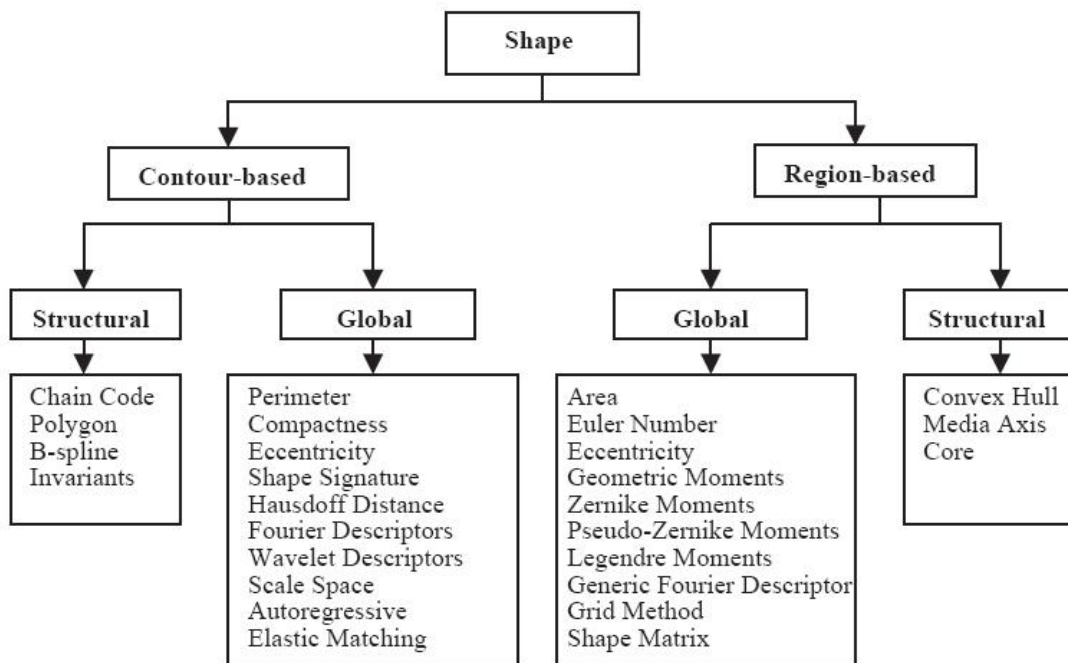 Shape
Contour-based
Region-based
Structural
Global
Global
Structural
Chain Code
Polygon
B-spline
Invariants
Perimeter
Compactness
Eccentricity
Shape Signature
Hausdoff Distance
Fourier Descriptors
Wavelet Descriptors
Scale Space
Autoregressive
Elastic Matching
Area
Euler Number
Eccentricity
Geometric Moments
Zernike Moments
Pseudo-Zernike Moments
Legendre Moments
Generic Fourier Descriptor
Grid Method
Shape Matrix
Convex Hull
Media Axis
Core